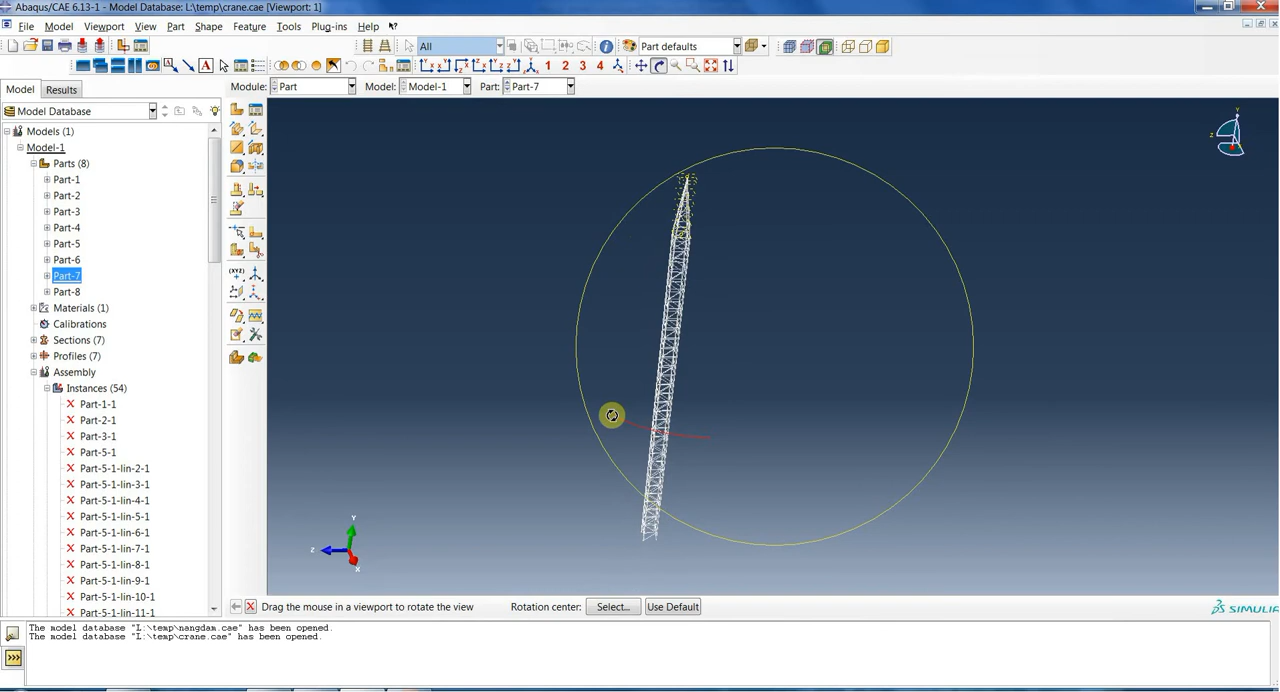 Abaqus/CAE 6.13-1 - Model Database: L:\temp\crane.cae [Viewport: 1]
File Model Viewport View Part Shape Feature Tools Plug-ins Help
All Part defaults
1 2 3 4
Model Results Module: Part Model: Model-1 Part: Part-7
Model Database
Models (1)
Model-1
Parts (8)
Part-1
Part-2
Part-3
Part-4
Part-5
Part-6
Part-7
Part-8
Materials (1)
Calibrations
Sections (7)
Profiles (7)
Assembly
Instances (54)
Part-1-1
Part-2-1
Part-3-1
Part-5-1
Part-5-1-lin-2-1
Part-5-1-lin-3-1
Part-5-1-lin-4-1
Part-5-1-lin-5-1
Part-5-1-lin-6-1
Part-5-1-lin-7-1
Part-5-1-lin-8-1
Part-5-1-lin-9-1
Part-5-1-lin-10-1
Part-5-1-lin-11-1
Y
Z
Y
Z
X
Drag the mouse in a viewport to rotate the view Rotation center: Select... Use Default
SIMULIA
The model database "L:\temp\nangdam.cae" has been opened.
The model database "L:\temp\crane.cae" has been opened.